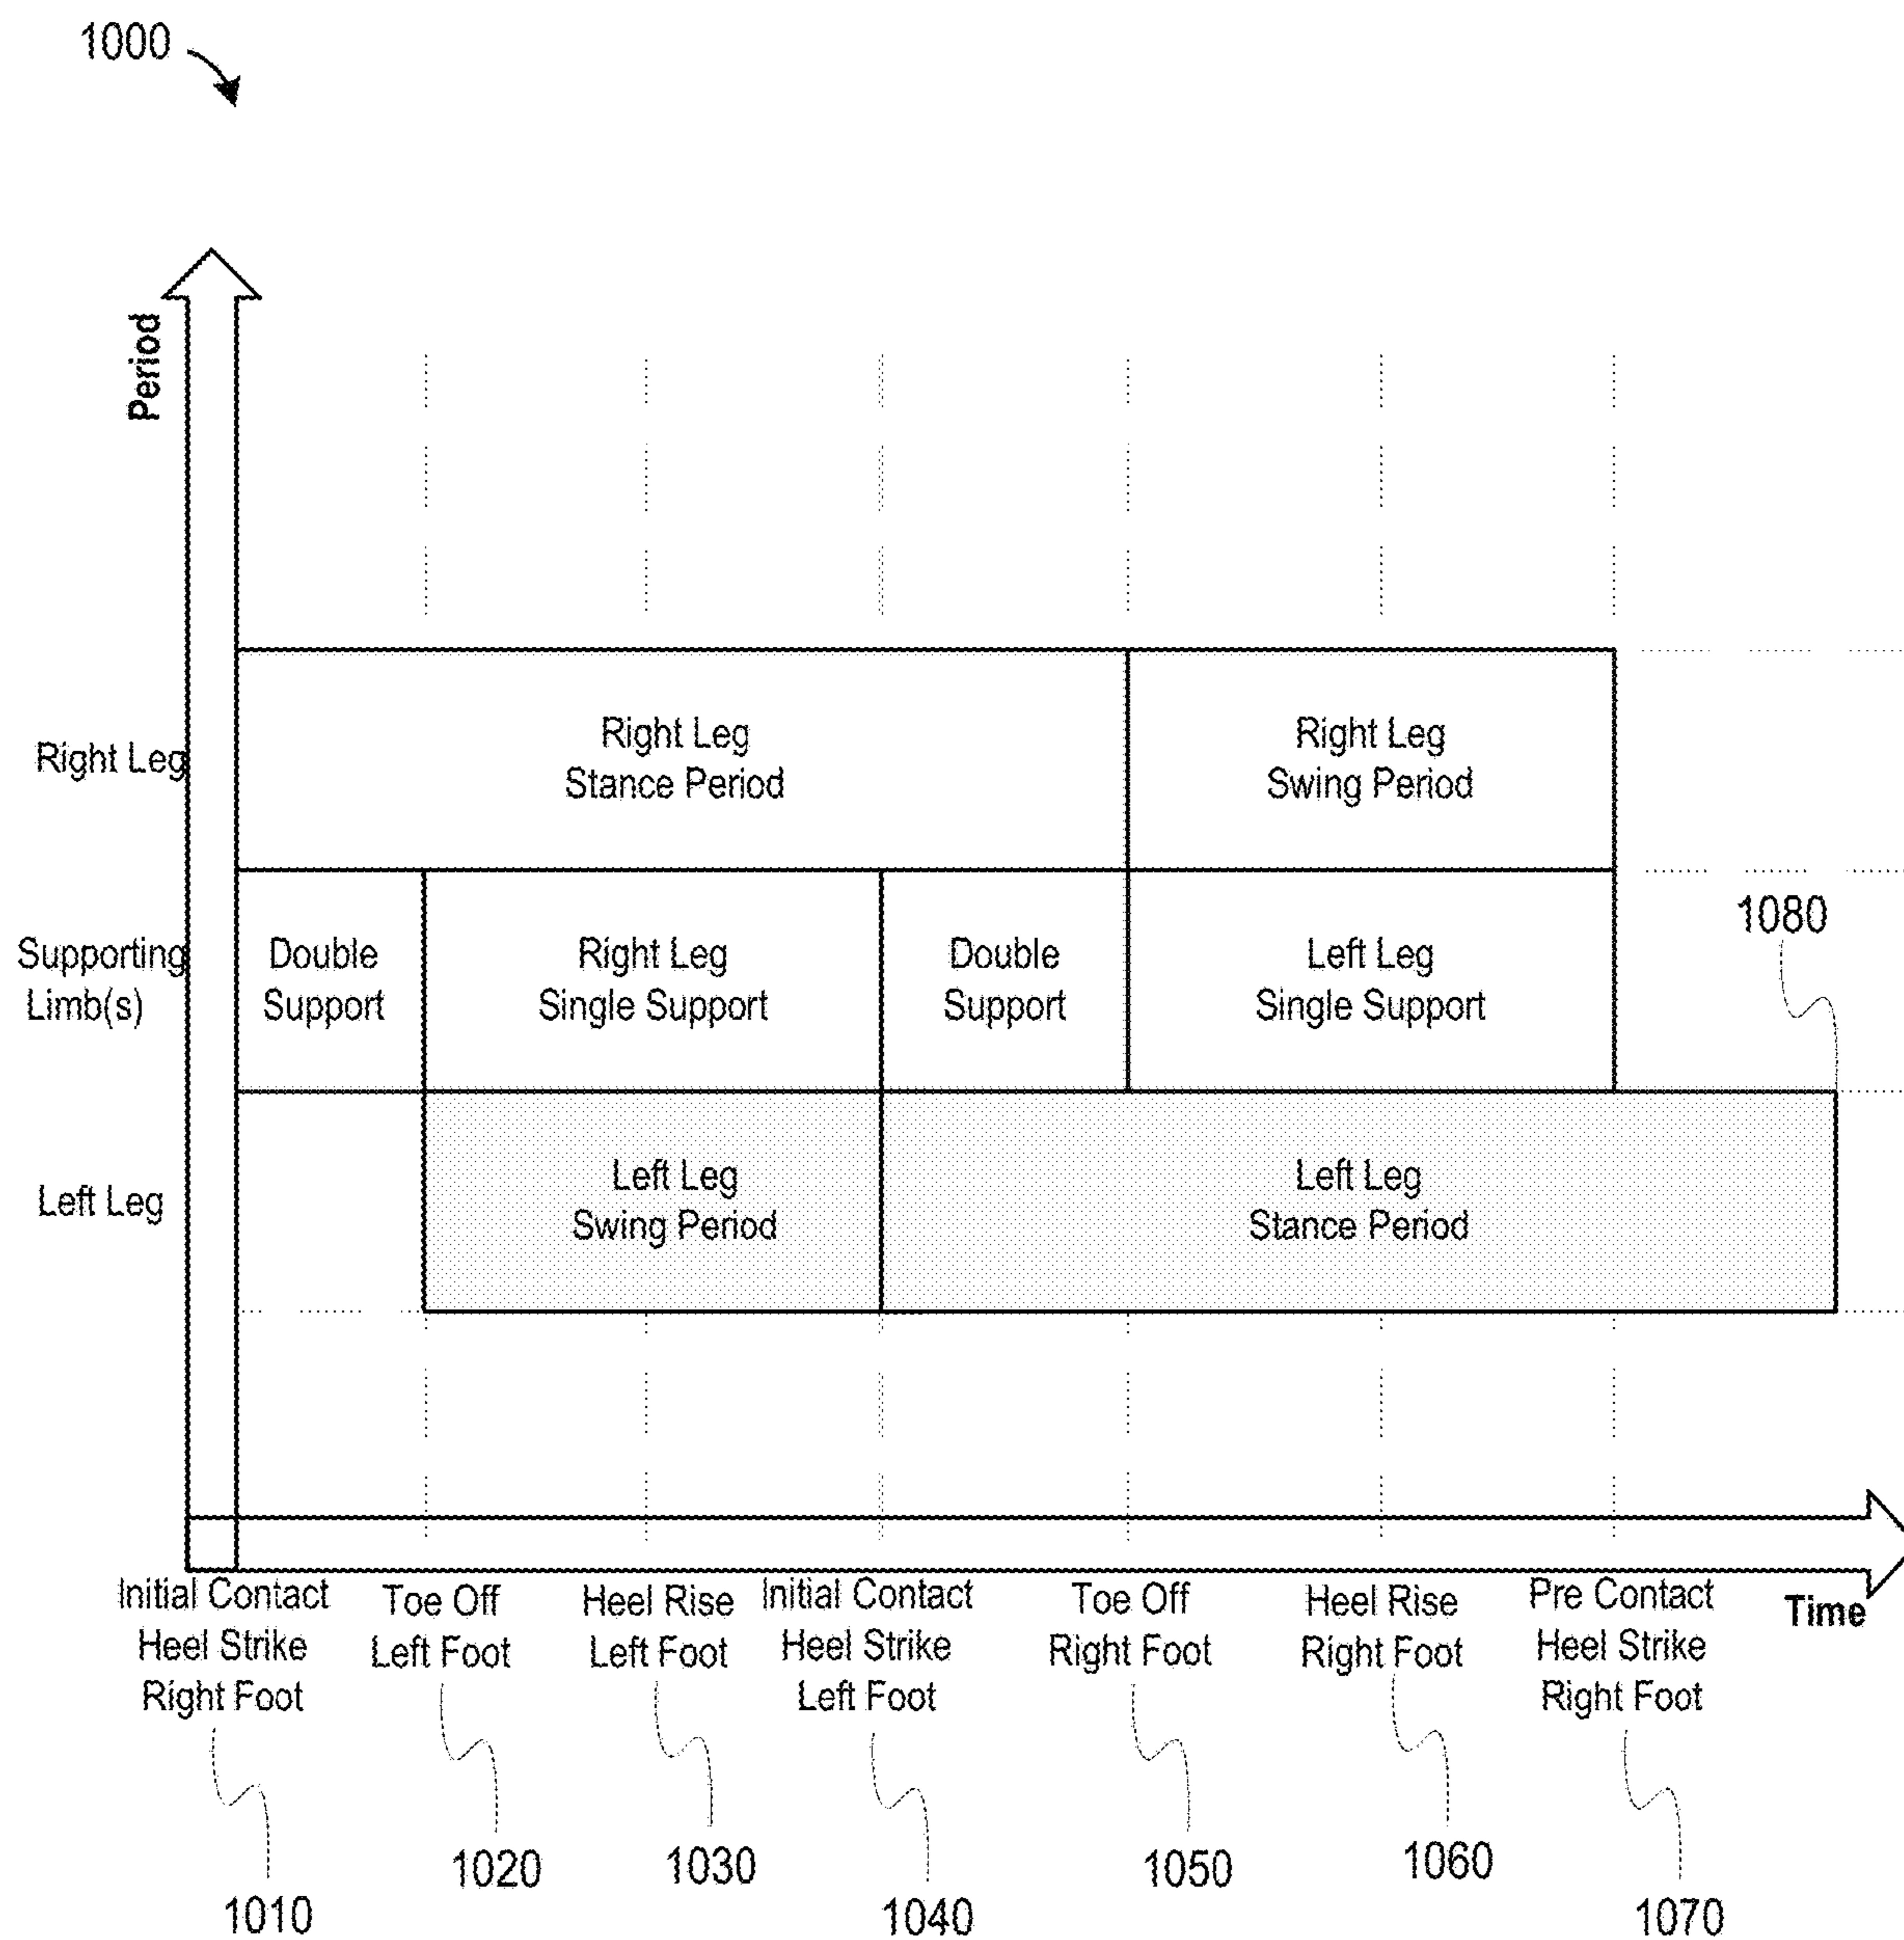 1000
Period
Right Leg
Right Leg
Stance Period
Right Leg
Swing Period
Supporting
Limb(s)
Double
Support
Right Leg
Single Support
Double
Support
Left Leg
Single Support
1080
Left Leg
Left Leg
Swing Period
Left Leg
Stance Period
Initial Contact
Heel Strike
Right Foot
Toe Off
Left Foot
Heel Rise
Left Foot
Initial Contact
Heel Strike
Left Foot
Toe Off
Right Foot
Heel Rise
Right Foot
Pre Contact
Heel Strike
Right Foot
Time
1010
1020
1030
1040
1050
1060
1070